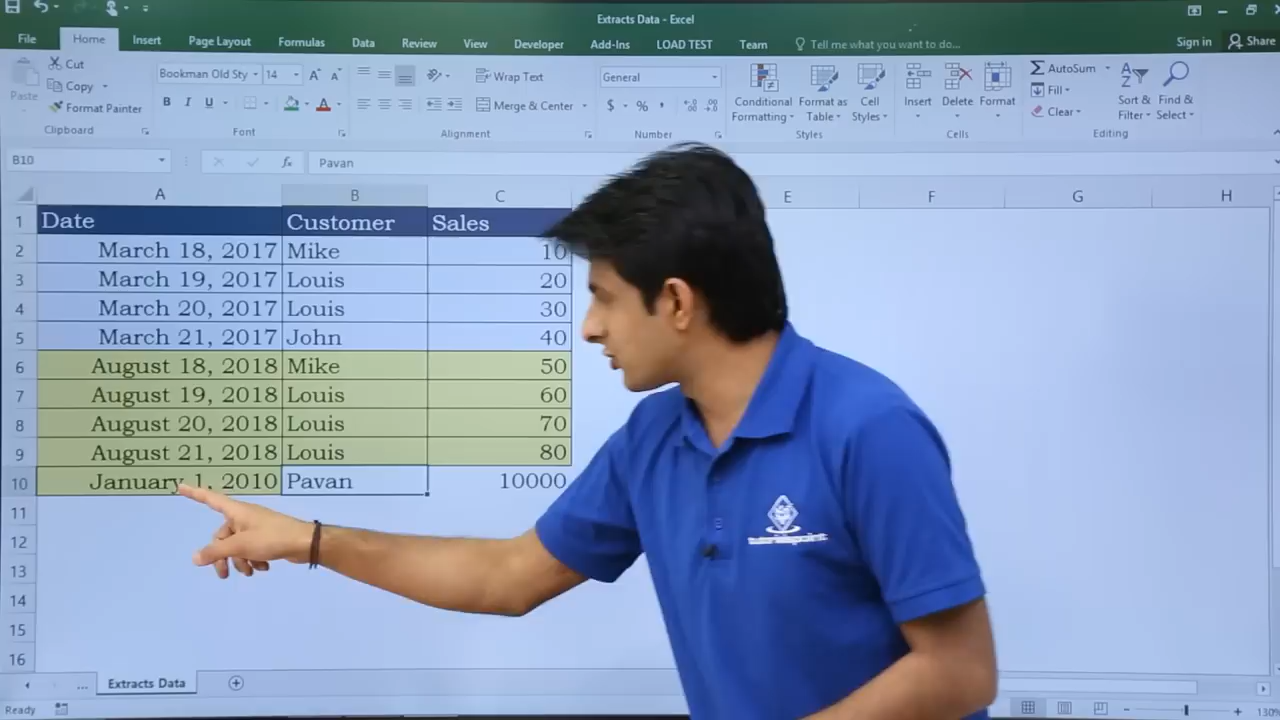 Extracts Data - Excel
File Home Insert Page Layout Formulas Data Review View Developer Add-Ins LOAD TEST Team Tell me what you want to do... Sign in Share
Paste Cut
Copy
Format Painter
Clipboard
Bookman Old Sty 14
B I U
Font
Wrap Text
Merge & Center
Alignment
General
$ %
Number
Conditional Formatting
Format as Table
Cell Styles
Styles
Insert Delete Format
Cells
AutoSum
Fill
Clear
Sort & Filter
Find & Select
Editing
B10 fx Pavan
A B C E F G H
1 Date Customer Sales
2 March 18, 2017 Mike 10
3 March 19, 2017 Louis 20
4 March 20, 2017 Louis 30
5 March 21, 2017 John 40
6 August 18, 2018 Mike 50
7 August 19, 2018 Louis 60
8 August 20, 2018 Louis 70
9 August 21, 2018 Louis 80
10 January 1, 2010 Pavan 10000
11
12
13
14
15
16
... Extracts Data
Ready 130%